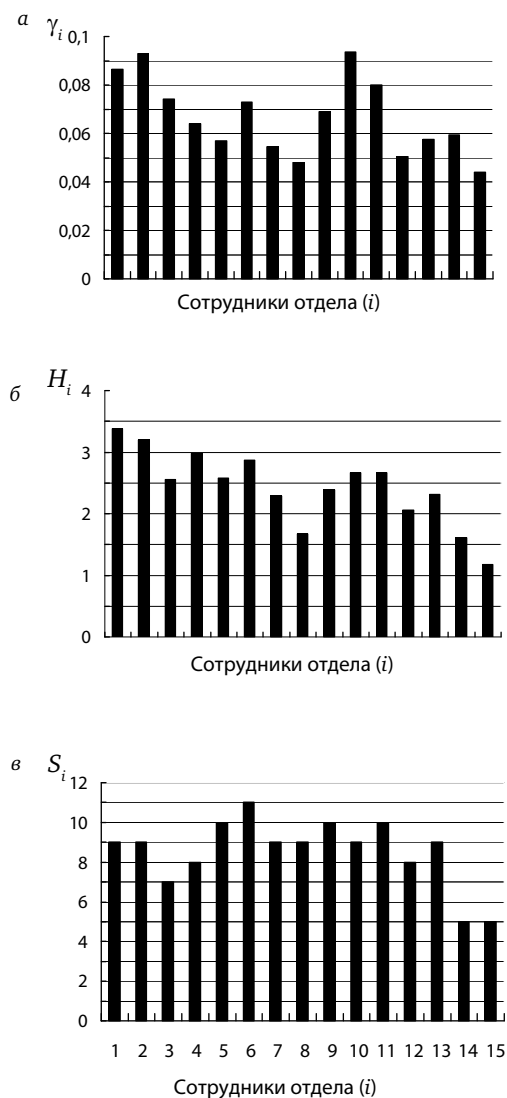 а γi
0,1
0,08
0,06
0,04
0,02
0
Сотрудники отдела (i)
б Hi
4
3
2
1
0
Сотрудники отдела (i)
в Si
12
10
8
6
4
2
0
1 2 3 4 5 6 7 8 9 10 11 12 13 14 15
Сотрудники отдела (i)